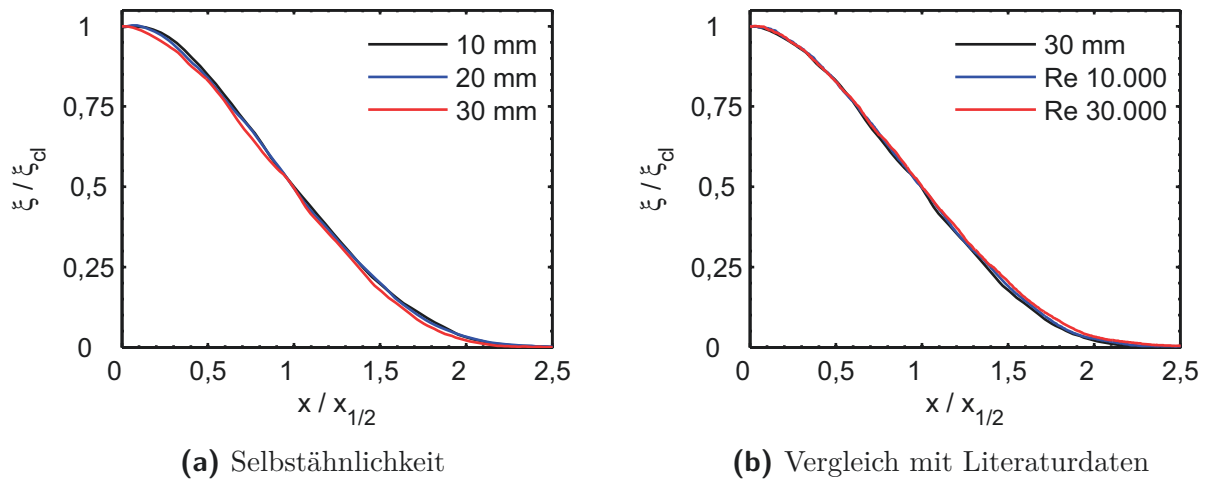 1
0,75
0,5
0,25
0
ξ / ξcl
10 mm
20 mm
30 mm
0 0,5 1 1,5 2 2,5
x / x1/2
(a) Selbstähnlichkeit
1
0,75
0,5
0,25
0
ξ / ξcl
30 mm
Re 10.000
Re 30.000
0 0,5 1 1,5 2 2,5
x / x1/2
(b) Vergleich mit Literaturdaten